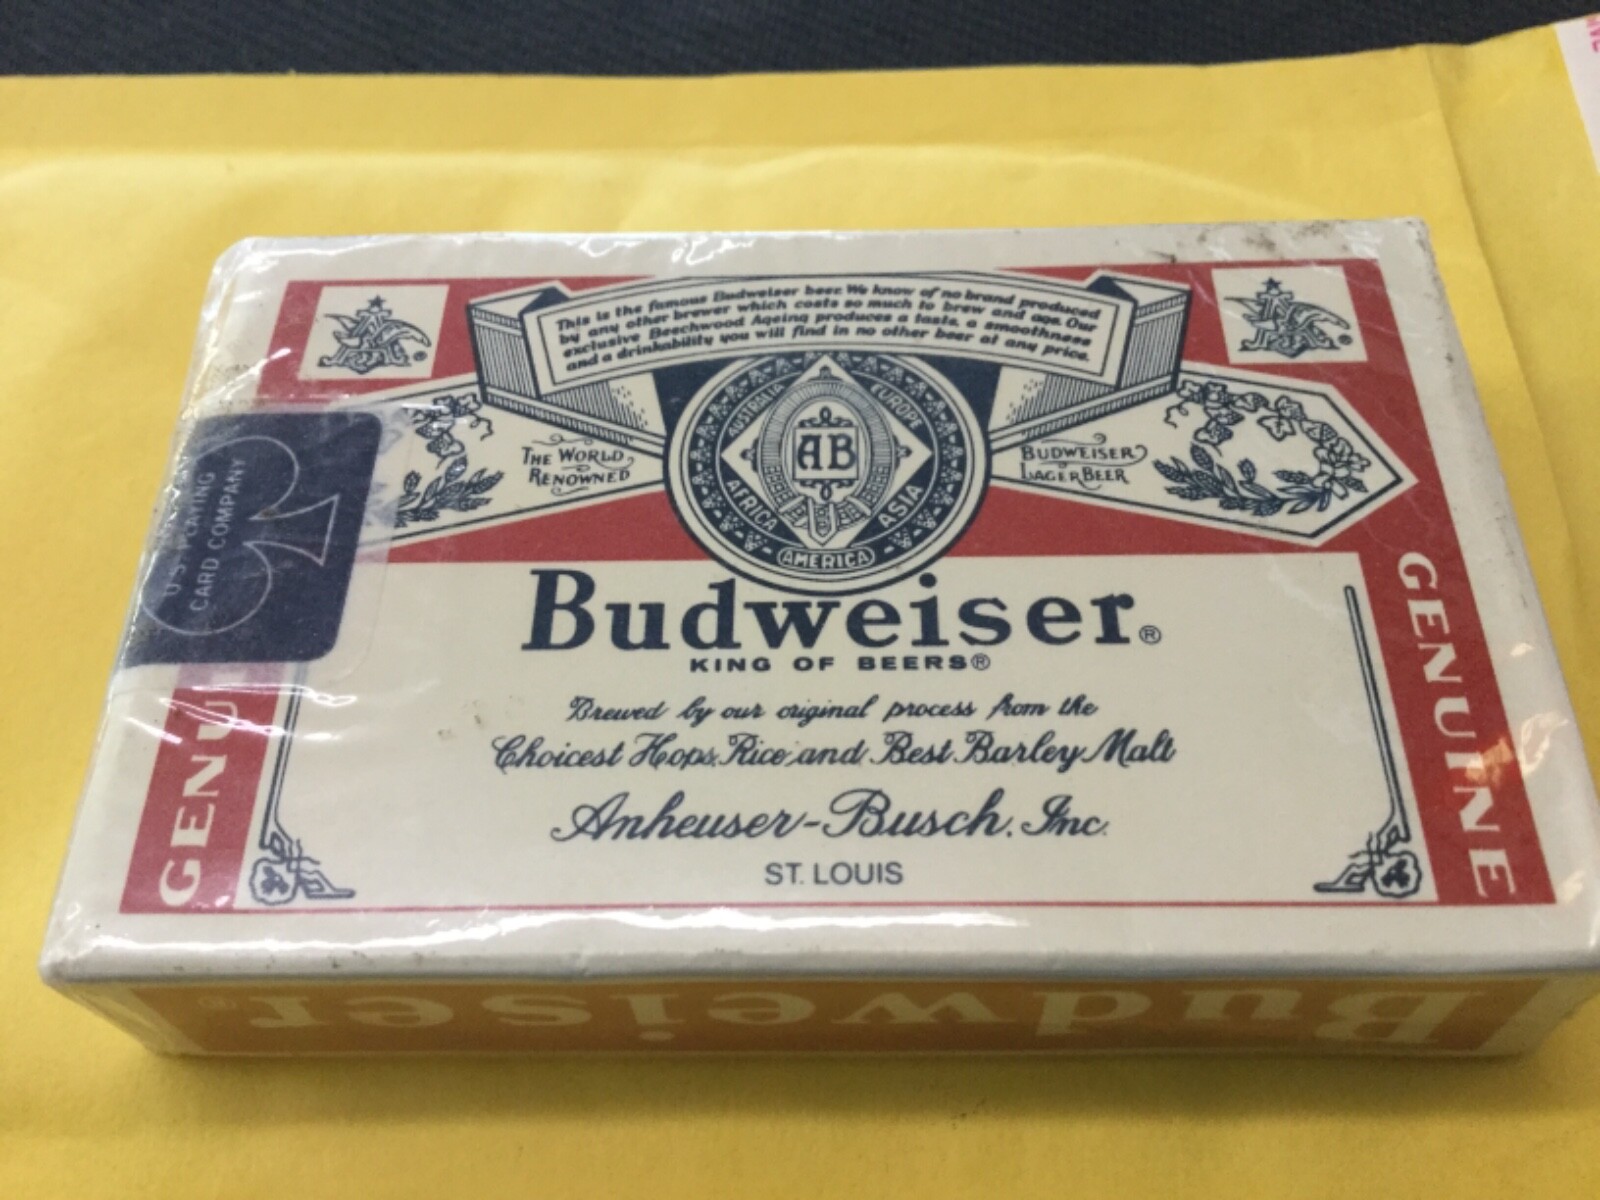 This is the famous Budweiser beer. We know of no brand produced
by any other brewer which costs so much to brew and age. Our
exclusive Beechwood Ageing produces a taste, a smoothness
and a drinkability you will find in no other beer at any price.
THE WORLD
RENOWNED
AUSTRALIA
EUROPE
AB
AFRICA
ASIA
AMERICA
BUDWEISER
LAGER BEER
U.S. PLAYING
CARD COMPANY
Budweiser®
KING OF BEERS®
Brewed by our original process from the
Choicest Hops, Rice and Best Barley Malt
Anheuser-Busch, Inc.
ST. LOUIS
GENU
GENUINE
Budweiser®